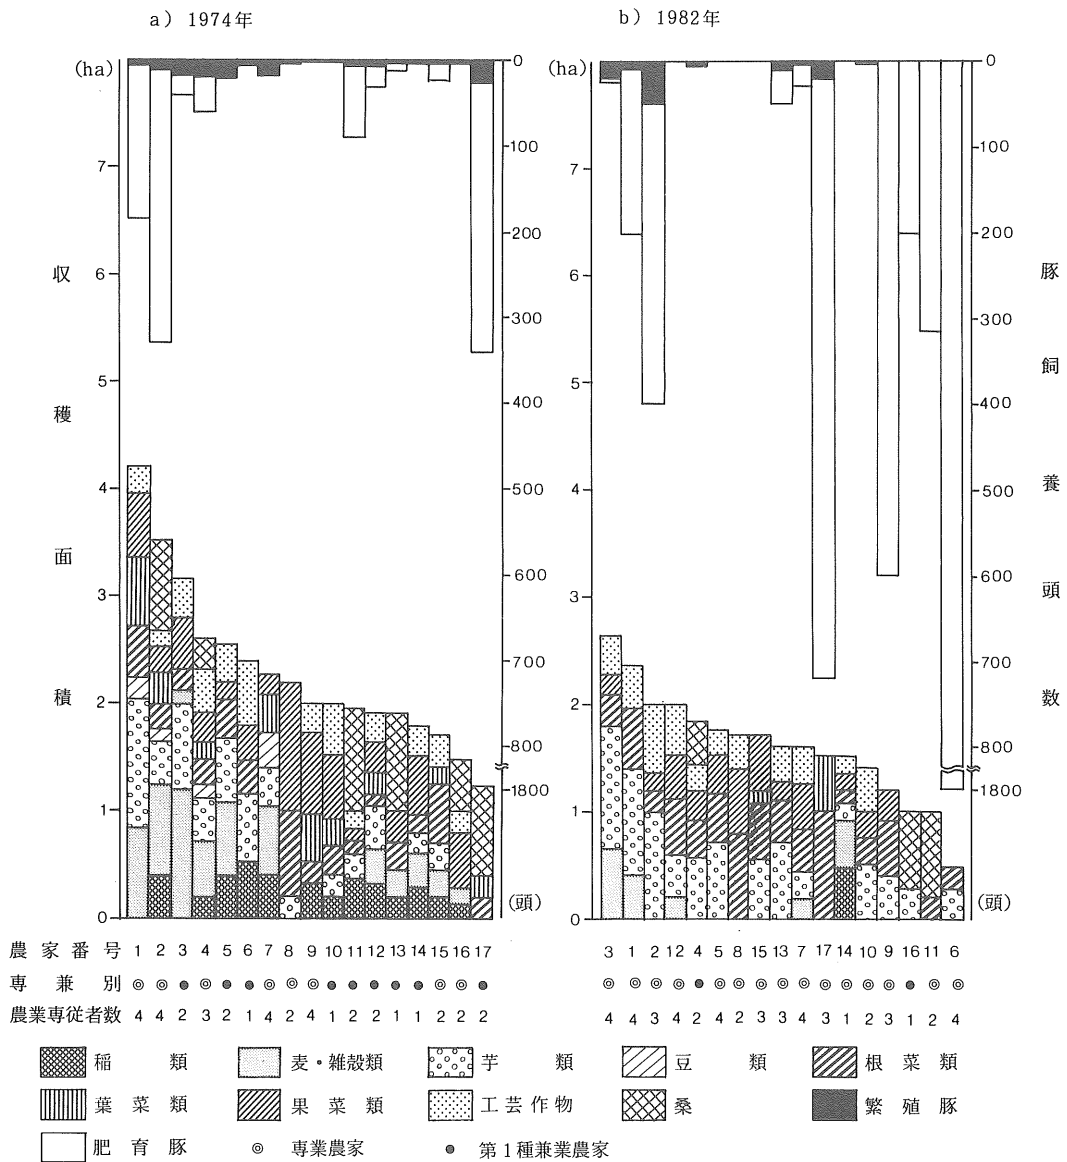 a) 1974年
b) 1982年
(ha)
7
6
5
4
3
2
1
0
収穫面積
0
100
200
300
400
500
600
700
800
1800
(頭)
(ha)
7
6
5
4
3
2
1
0
0
100
200
300
400
500
600
700
800
1800
(頭)
豚飼養頭数
農家番号 1 2 3 4 5 6 7 8 9 10 11 12 13 14 15 16 17 3 1 2 12 4 5 8 15 13 7 17 14 10 9 16 11 6
専兼別 ◎ ◎ ● ◎ ● ● ◎ ◎ ◎ ● ● ● ● ● ◎ ◎ ● ◎ ◎ ◎ ◎ ● ◎ ◎ ◎ ◎ ◎ ◎ ◎ ◎ ◎ ● ◎ ◎
農業専従者数 4 4 2 3 2 1 4 2 4 1 2 2 1 1 2 2 2 4 4 3 4 2 4 2 3 3 4 3 1 2 3 1 2 4
稲類 麦・雑穀類 芋類 豆類 根菜類
葉菜類 果菜類 工芸作物 桑 繁殖豚
肥育豚 ◎ 専業農家 ● 第1種兼業農家